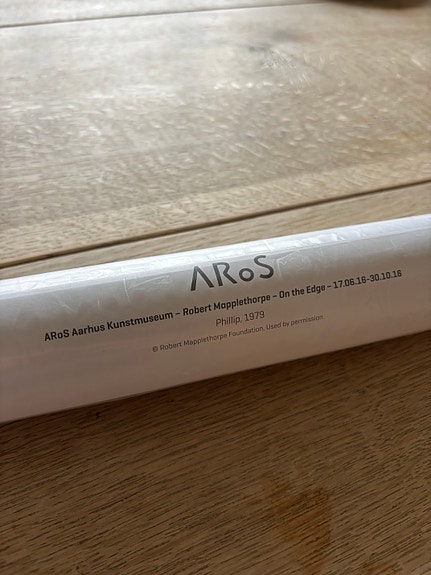 ARoS
ARoS Aarhus Kunstmuseum – Robert Mapplethorpe – On the Edge – 17.06.16-30.10.16
Phillip, 1979
© Robert Mapplethorpe Foundation. Used by permission